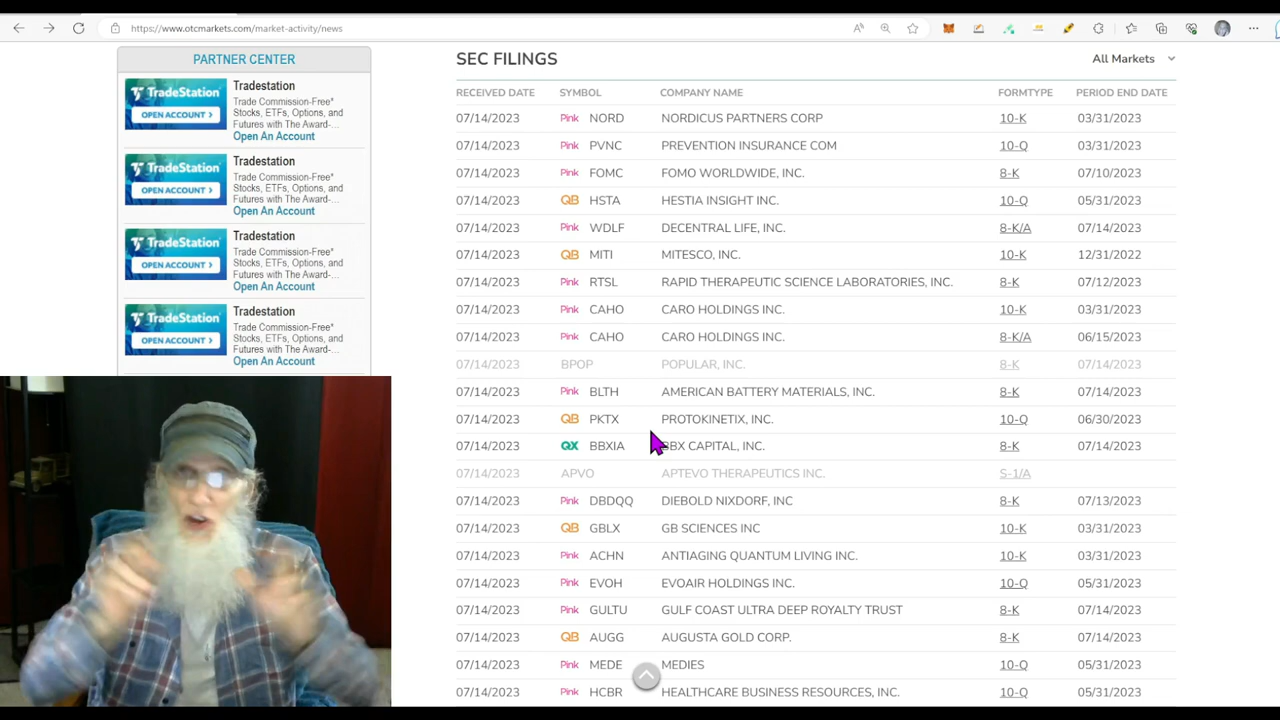 https://www.otcmarkets.com/market-activity/news
PARTNER CENTER
TradeStation
OPEN ACCOUNT >
Tradestation
Trade Commission-Free*
Stocks, ETFs, Options, and
Futures with The Award-...
Open An Account
TradeStation
OPEN ACCOUNT >
Tradestation
Trade Commission-Free*
Stocks, ETFs, Options, and
Futures with The Award-...
Open An Account
TradeStation
OPEN ACCOUNT >
Tradestation
Trade Commission-Free*
Stocks, ETFs, Options, and
Futures with The Award-...
Open An Account
TradeStation
OPEN ACCOUNT >
Tradestation
Trade Commission-Free*
Stocks, ETFs, Options, and
Futures with The Award-...
Open An Account
SEC FILINGS All Markets
RECEIVED DATE SYMBOL COMPANY NAME FORMTYPE PERIOD END DATE
07/14/2023 Pink NORD NORDICUS PARTNERS CORP 10-K 03/31/2023
07/14/2023 Pink PVNC PREVENTION INSURANCE COM 10-Q 03/31/2023
07/14/2023 Pink FOMC FOMO WORLDWIDE, INC. 8-K 07/10/2023
07/14/2023 QB HSTA HESTIA INSIGHT INC. 10-Q 05/31/2023
07/14/2023 Pink WDLF DECENTRAL LIFE, INC. 8-K/A 07/14/2023
07/14/2023 QB MITI MITESCO, INC. 10-K 12/31/2022
07/14/2023 Pink RTSL RAPID THERAPEUTIC SCIENCE LABORATORIES, INC. 8-K 07/12/2023
07/14/2023 Pink CAHO CARO HOLDINGS INC. 10-K 03/31/2023
07/14/2023 Pink CAHO CARO HOLDINGS INC. 8-K/A 06/15/2023
07/14/2023 BPOP POPULAR, INC. 8-K 07/14/2023
07/14/2023 Pink BLTH AMERICAN BATTERY MATERIALS, INC. 8-K 07/14/2023
07/14/2023 QB PKTX PROTOKINETIX, INC. 10-Q 06/30/2023
07/14/2023 QX BBXIA BBX CAPITAL, INC. 8-K 07/14/2023
07/14/2023 APVO APTEVO THERAPEUTICS INC. S-1/A
07/14/2023 Pink DBDQQ DIEBOLD NIXDORF, INC 8-K 07/13/2023
07/14/2023 QB GBLX GB SCIENCES INC 10-K 03/31/2023
07/14/2023 Pink ACHN ANTIAGING QUANTUM LIVING INC. 10-K 03/31/2023
07/14/2023 Pink EVOH EVOAIR HOLDINGS INC. 10-Q 05/31/2023
07/14/2023 Pink GULTU GULF COAST ULTRA DEEP ROYALTY TRUST 8-K 07/14/2023
07/14/2023 QB AUGG AUGUSTA GOLD CORP. 8-K 07/14/2023
07/14/2023 Pink MEDE MEDIES 10-Q 05/31/2023
07/14/2023 Pink HCBR HEALTHCARE BUSINESS RESOURCES, INC. 10-Q 05/31/2023